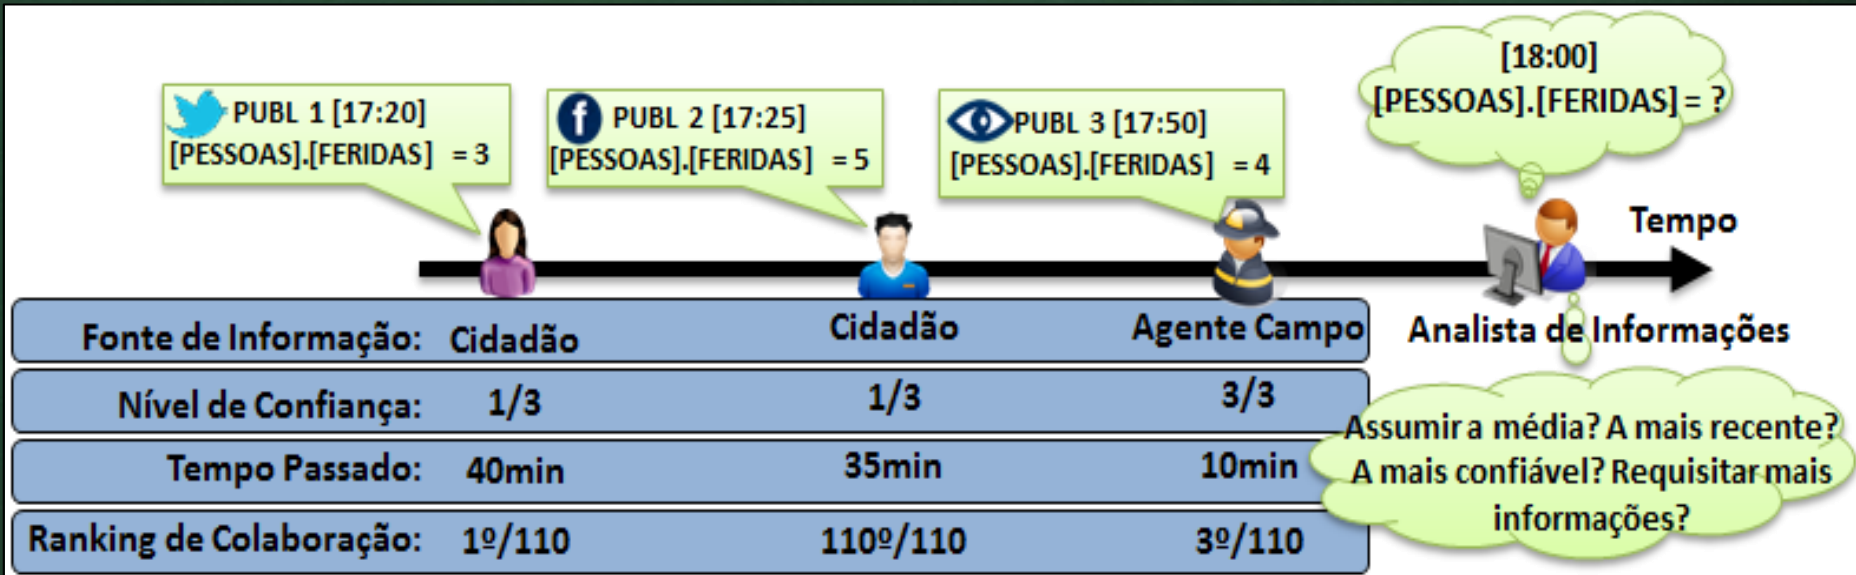 PUBL 1 [17:20]
[PESSOAS].[FERIDAS] = 3
PUBL 2 [17:25]
[PESSOAS].[FERIDAS] = 5
PUBL 3 [17:50]
[PESSOAS].[FERIDAS] = 4
[18:00]
[PESSOAS].[FERIDAS] = ?
Tempo
Analista de Informações
Fonte de Informação: Cidadão Cidadão Agente Campo
Nível de Confiança: 1/3 1/3 3/3
Tempo Passado: 40min 35min 10min
Ranking de Colaboração: 1º/110 110º/110 3º/110
Assumir a média? A mais recente?
A mais confiável? Requisitar mais
informações?